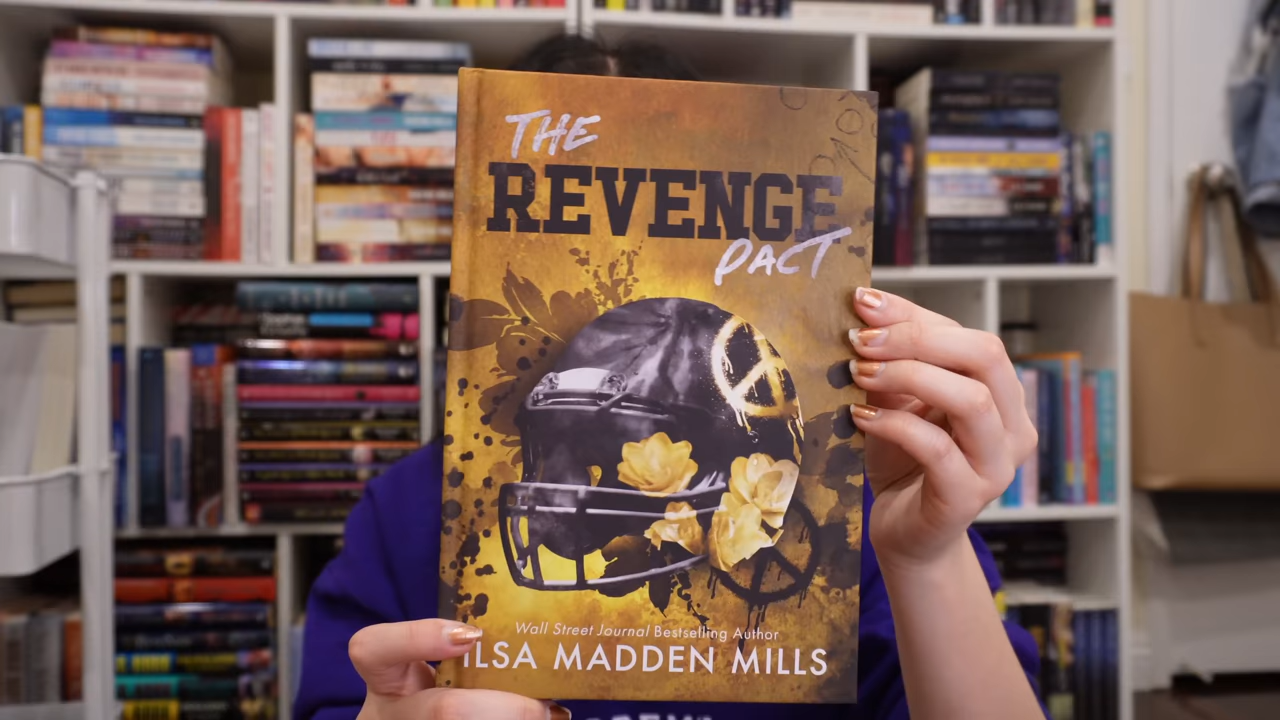 THE
REVENGE
PACT
Wall Street Journal Bestselling Author
ILSA MADDEN MILLS